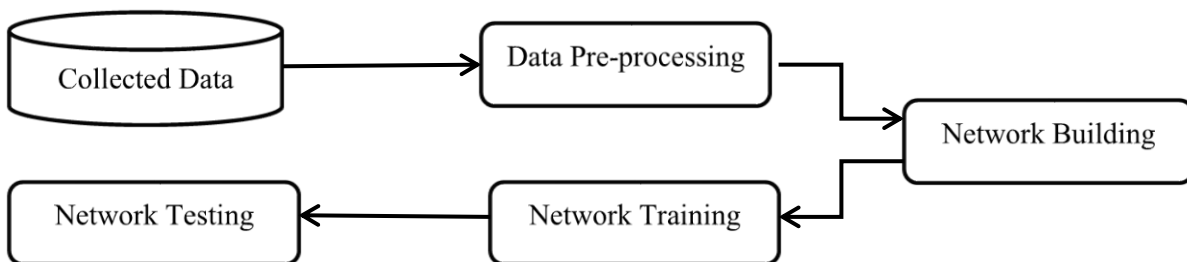 Collected Data
Data Pre-processing
Network Building
Network Training
Network Testing